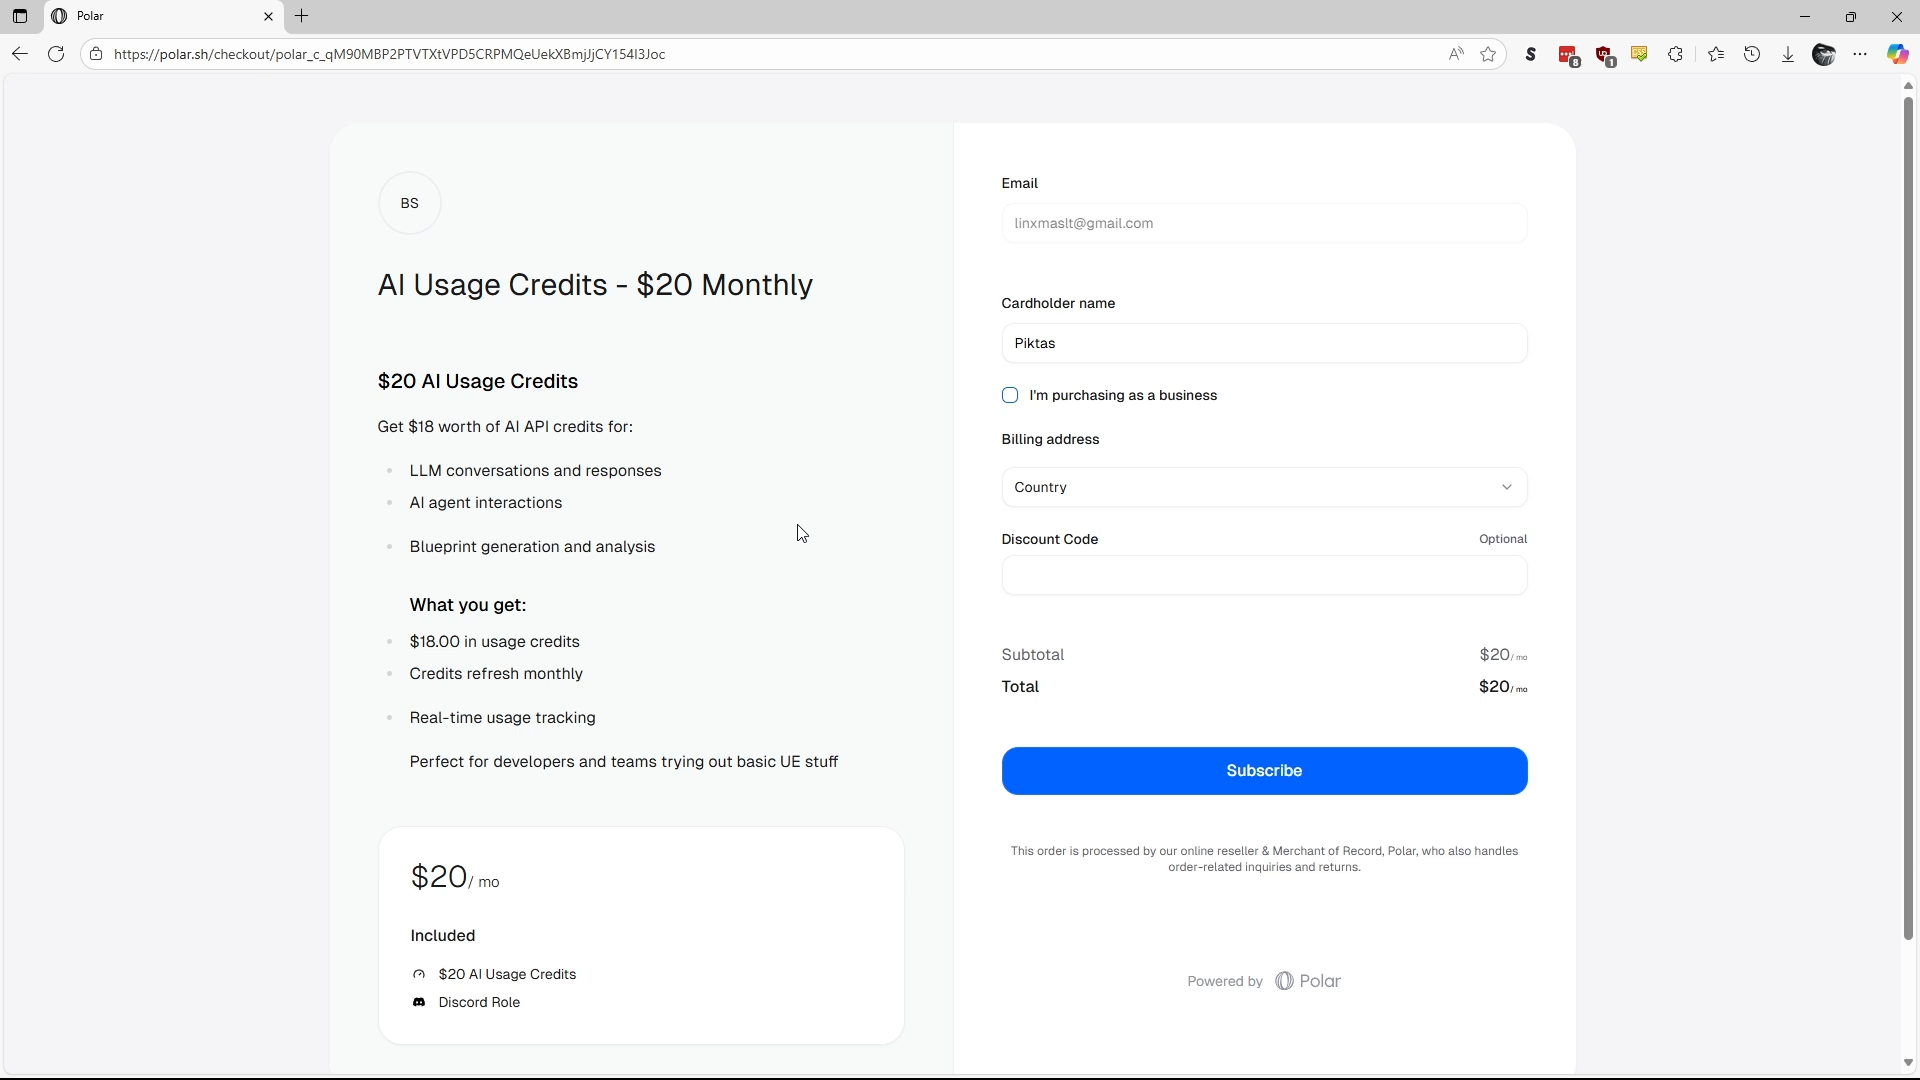 Polar
https://polar.sh/checkout/polar_c_qM90MBP2PTVTXtVPD5CRPMQeUekXBmjJjCY154I3Joc
8
1
BS
AI Usage Credits - $20 Monthly
$20 AI Usage Credits
Get $18 worth of AI API credits for:
LLM conversations and responses
AI agent interactions
Blueprint generation and analysis
What you get:
$18.00 in usage credits
Credits refresh monthly
Real-time usage tracking
Perfect for developers and teams trying out basic UE stuff
$20/ mo
Included
$20 AI Usage Credits
Discord Role
Email
linxmaslt@gmail.com
Cardholder name
Piktas
I'm purchasing as a business
Billing address
Country
Discount Code Optional
Subtotal $20/ mo
Total $20/ mo
Subscribe
This order is processed by our online reseller & Merchant of Record, Polar, who also handles
order-related inquiries and returns.
Powered by Polar